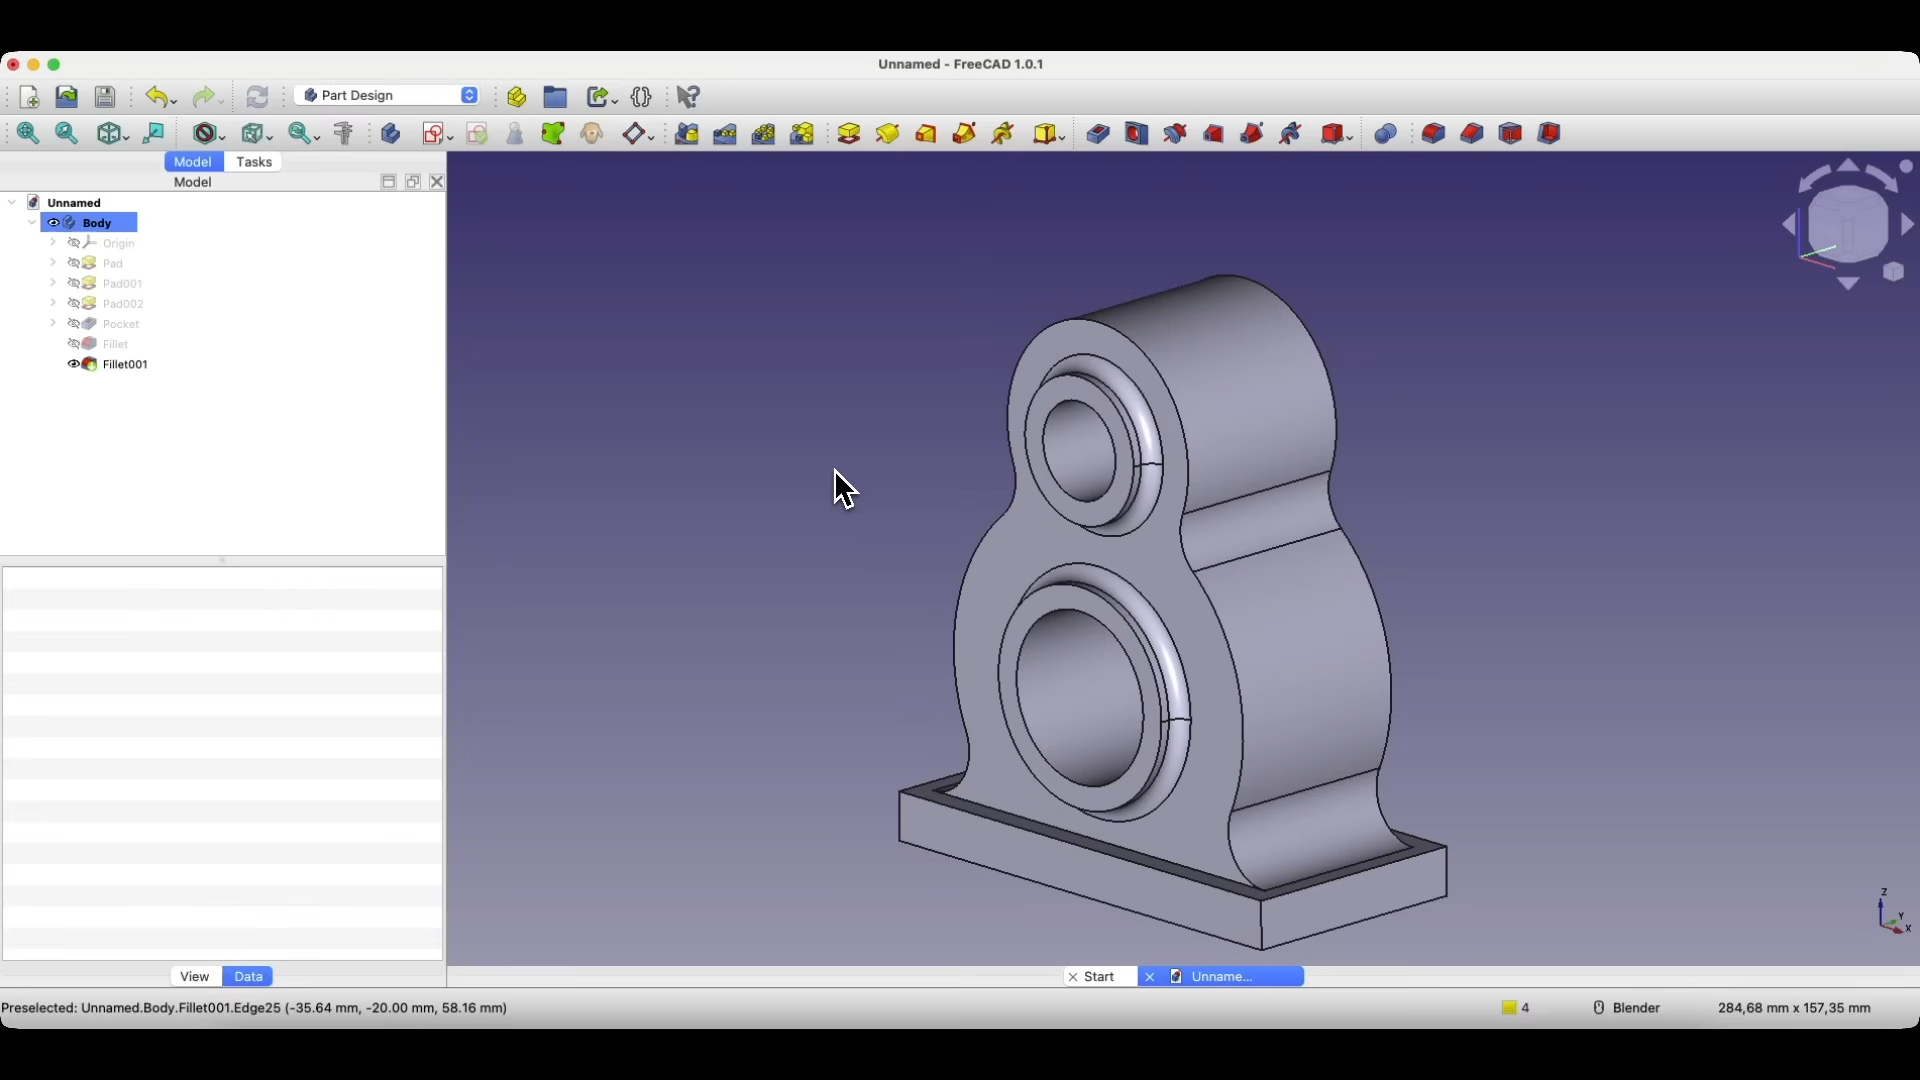 Unnamed - FreeCAD 1.0.1
Part Design
Model
Tasks
Model
Unnamed
Body
Origin
Pad
Pad001
Pad002
Pocket
Fillet
Fillet001
Z
Y
X
View
Data
Start
Unname...
Preselected: Unnamed.Body.Fillet001.Edge25 (-35.64 mm, -20.00 mm, 58.16 mm)
4
Blender
284,68 mm x 157,35 mm